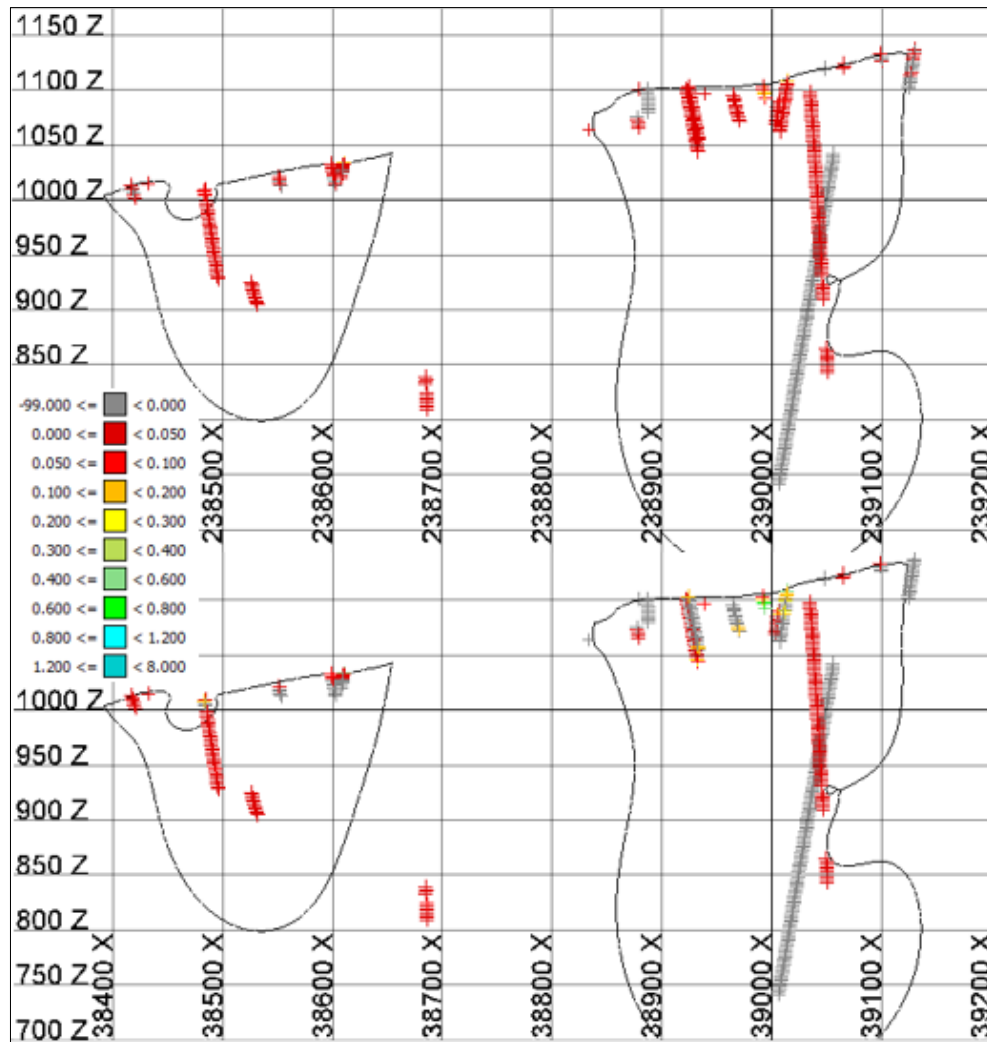 1150 Z
1100 Z
1050 Z
1000 Z
950 Z
900 Z
850 Z
-99.000 <= < 0.000
0.000 <= < 0.050
0.050 <= < 0.100
0.100 <= < 0.200
0.200 <= < 0.300
0.300 <= < 0.400
0.400 <= < 0.600
0.600 <= < 0.800
0.800 <= < 1.200
1.200 <= < 8.000
238500 X
238600 X
238700 X
238800 X
238900 X
239000 X
239100 X
239200 X
1000 Z
950 Z
900 Z
850 Z
800 Z
750 Z
700 Z
38400 X
38500 X
38600 X
38700 X
38800 X
38900 X
39000 X
39100 X
39200 X